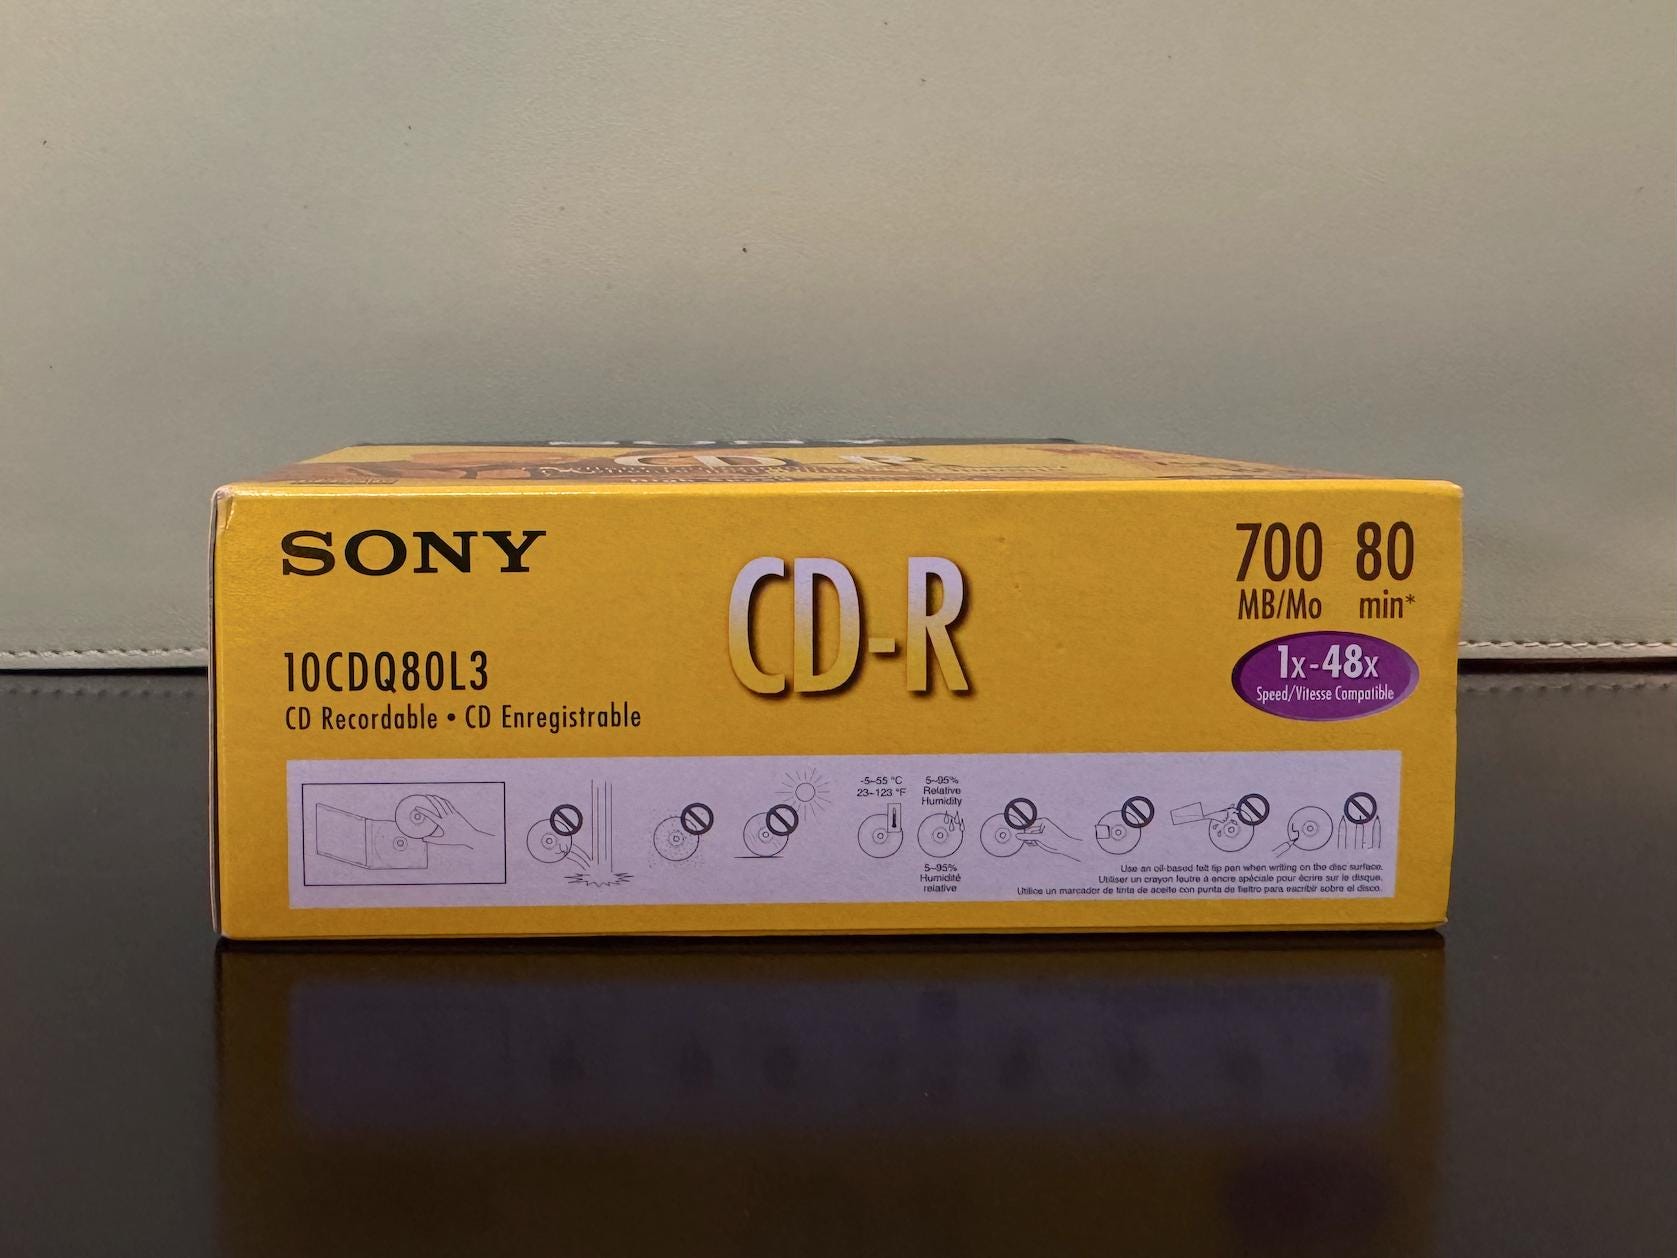 CD-R
SONY
CD-R
700 80
MB/Mo min*
10CDQ80L3
CD Recordable • CD Enregistrable
1x-48x
Speed/Vitesse Compatible
-5~55 °C
23~123 °F
5~95%
Relative
Humidity
5~95%
Humidité
relative
Use an oil-based felt tip pen when writing on the disc surface.
Utiliser un crayon feutre à encre spéciale pour écrire sur le disque.
Utilice un marcador de tinta de aceite con punta de fieltro para escribir sobre el disco.